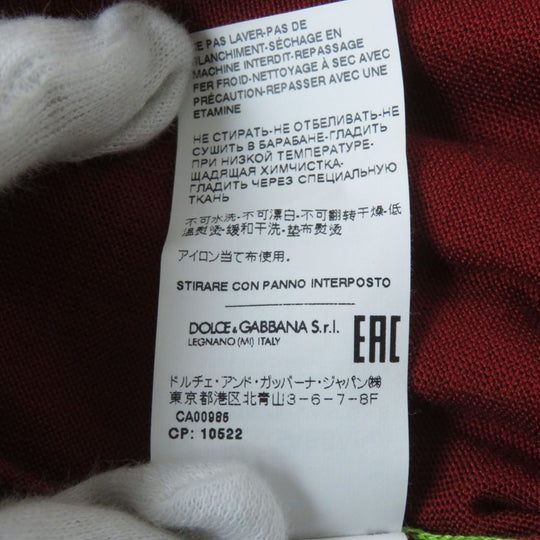 PAS LAVER-PAS DE
BLANCHIMENT-SÉCHAGE EN
MACHINE INTERDIT-REPASSAGE
FER FROID-NETTOYAGE À SEC AVEC
PRÉCAUTION-REPASSER AVEC UNE
ETAMINE
НЕ СТИРАТЬ-НЕ ОТБЕЛИВАТЬ-НЕ
СУШИТЬ В БАРАБАНЕ-ГЛАДИТЬ
ПРИ НИЗКОЙ ТЕМПЕРАТУРЕ-
ЩАДЯЩАЯ ХИМЧИСТКА-
ГЛАДИТЬ ЧЕРЕЗ СПЕЦИАЛЬНУЮ
ТКАНЬ
不可水洗-不可漂白-不可翻转干燥-低
温熨烫-缓和干洗-垫布熨烫
アイロン当て布使用。
STIRARE CON PANNO INTERPOSTO
DOLCE&GABBANA S.r.l.
LEGNANO (MI) ITALY
EAC
ドルチェ・アンド・ガッバーナ・ジャパン㈱
東京都港区北青山3-6-7-8F
CA00985
CP: 10522